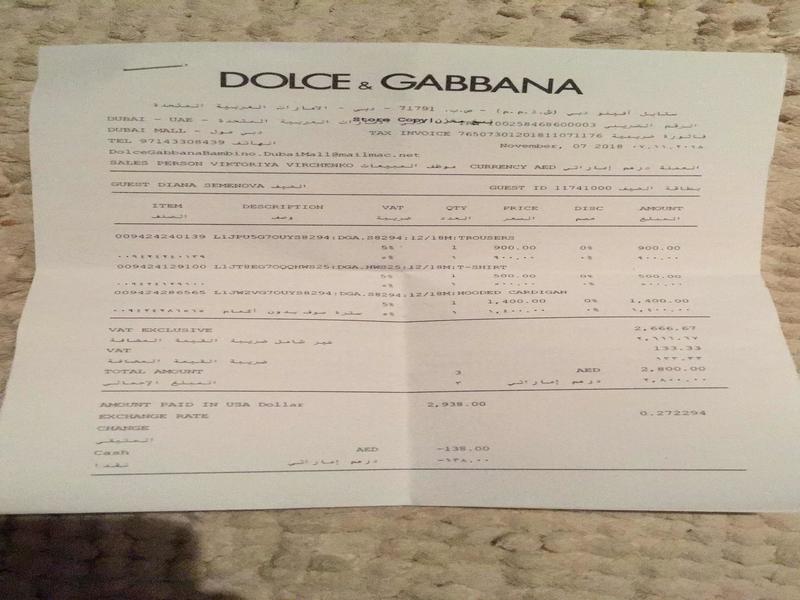 DOLCE & GABBANA
ستايل أفينو دبي (ش.ذ.م.م) - ص.ب. 71791 - دبي - الامارات العربية المتحدة
DUBAI - UAE - العربية المتحدة Store Copy 00258468600003 الرقم الضريبي
DUBAI MALL - دبي مول TAX INVOICE 76507301201811071176 فاتورة ضريبية
TEL 97143308439 الهاتف November, 07 2018 ٠٧,١١,٢٠١٨
DolceGabbanaBambino.DubaiMall@mailmac.net
SALES PERSON VIKTORIYA VIRCHENKO موظف المبيعات CURRENCY AED العملة درهم إماراتي
GUEST DIANA SEMENOVA الضيف GUEST ID 11741000 بطاقة الضيف
ITEM DESCRIPTION VAT QTY PRICE DISC AMOUNT
الصنف وصف ضريبة العدد السعر خصم المبلغ
009424240139 L1JPU5G7OUYS8294:DGA.S8294:12/18M:TROUSERS
5% 1 900.00 0% 900.00
٠٠٩٤٢٤٢٤٠١٣٩ ٥% ١ ٩٠٠.٠٠ ٠% ٩٠٠.٠٠
009424129100 L1JT8EG7OQQHWS25:DGA.HWS25:12/18M:T-SHIRT
5% 1 500.00 0% 500.00
٠٠٩٤٢٤١٢٩١٠٠ ٥% ١ ٥٠٠.٠٠ ٠% ٥٠٠.٠٠
009424286565 L1JW2VG7OUYS8294:DGA.S8294:12/18M:HOODED CARDIGAN
5% 1 1,400.00 0% 1,400.00
٠٠٩٤٢٤٢٨٦٥٦٥ سترة صوف بدون أكمام ٥% ١ ١,٤٠٠.٠٠ ٠% ١,٤٠٠.٠٠
VAT EXCLUSIVE 2,666.67
غير شامل ضريبة القيمة المضافة ٢,٦٦٦.٦٧
VAT 133.33
ضريبة القيمة المضافة ١٣٣.٣٣
TOTAL AMOUNT 3 AED 2,800.00
المبلغ الإجمالي ٣ درهم إماراتي ٢,٨٠٠.٠٠
AMOUNT PAID IN USA Dollar 2,938.00
EXCHANGE RATE 0.272294
CHANGE
المتبقي
Cash AED -138.00
نقدا درهم إماراتي -١٣٨.٠٠